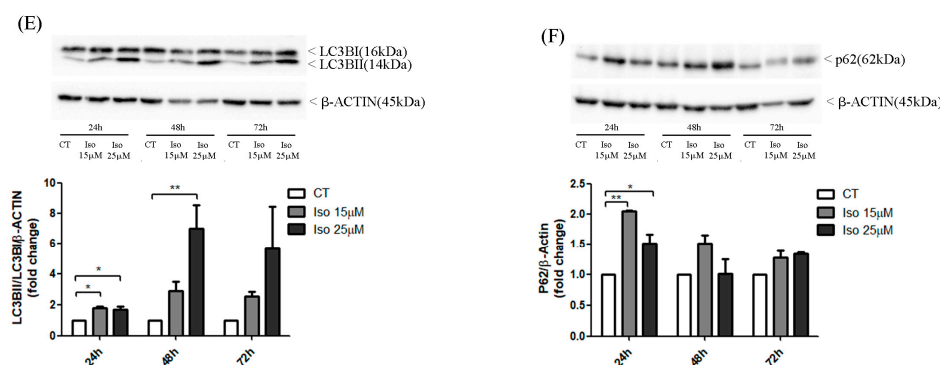 (E)
< LC3BI(16kDa)
< LC3BII(14kDa)
< β-ACTIN(45kDa)
24h 48h 72h
CT Iso 15μM Iso 25μM CT Iso 15μM Iso 25μM CT Iso 15μM Iso 25μM
LC3BII/LC3BI/β-ACTIN
(fold change)
10
8
6
4
2
0
*
*
**
CT
Iso 15μM
Iso 25μM
24h 48h 72h
(F)
< p62(62kDa)
< β-ACTIN(45kDa)
24h 48h 72h
CT Iso 15μM Iso 25μM CT Iso 15μM Iso 25μM CT Iso 15μM Iso 25μM
P62/β-Actin
(fold change)
2.5
2.0
1.5
1.0
0.5
0.0
*
**
CT
Iso 15μM
Iso 25μM
24h 48h 72h